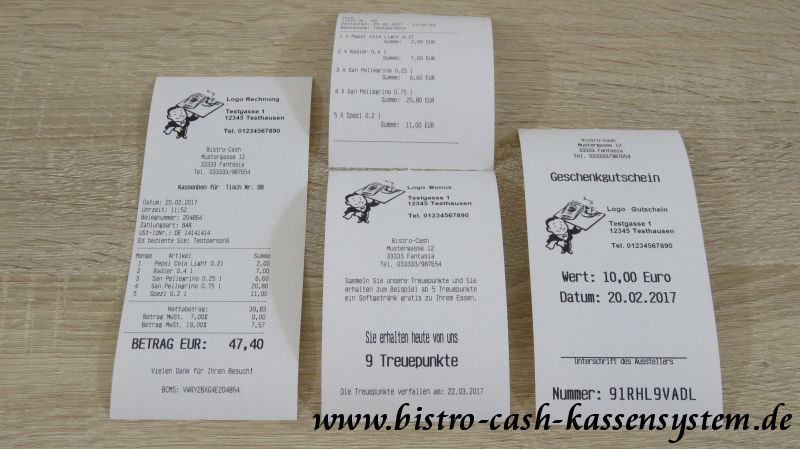 Logo Rechnung
Testgasse 1
12345 Testhausen
Tel. 01234567890
Bistro-Cash
Mustergasse 12
33333 Fantasia
Tel. 033333/987654
Kassenbon für Tisch Nr. 08
Datum: 20.02.2017
Uhrzeit: 11:52
Belegnummer: 204864
Zahlungsart: BAR
USt-IdNr.: DE 14141414
Es bediente Sie: Testperson3
Menge Artikel Summe
1 Pepsi Cola Light 0.2l 2,00
2 Radler 0.4 l 7,00
3 San Pellegrino 0.25 l 6,60
4 San Pellegrino 0.75 l 20,80
5 Spezi 0.2 l 11,00
Nettobetrag: 39,83
Betrag MwSt. 7,00% 0,00
Betrag MwSt. 19,00% 7,57
BETRAG EUR: 47,40
Vielen Dank für Ihren Besuch!
BCMS: VWRY2BXG4E204864
Zeitpunkt: 20.02.2017 - 11:52:49
Bedienung: Testperson3
1 X Pepsi Cola Light 0.2l
Summe: 2,00 EUR
2 X Radler 0.4 l
Summe: 7,00 EUR
3 X San Pellegrino 0.25 l
Summe: 6,60 EUR
4 X San Pellegrino 0.75 l
Summe: 20,80 EUR
5 X Spezi 0.2 l
Summe: 11,00 EUR
Logo Bonus
Testgasse 1
12345 Testhausen
Tel. 01234567890
Bistro-Cash
Mustergasse 12
33333 Fantasia
Tel. 033333/987654
Sammeln Sie unsere Treuepunkte und Sie
erhalten zum Beispiel ab 5 Treuepunkte
ein Softgetränk gratis zu Ihrem Essen.
Sie erhalten heute von uns
9 Treuepunkte
Die Treuepunkte verfallen am: 22.03.2017
Bistro-Cash
Mustergasse 12
33333 Fantasia
Tel. 033333/987654
Geschenkgutschein
Logo Gutschein
Testgasse 1
12345 Testhausen
Tel. 01234567890
Wert: 10,00 Euro
Datum: 20.02.2017
Unterschrift des Ausstellers
Nummer: 91RHL9VADL
www.bistro-cash-kassensystem.de